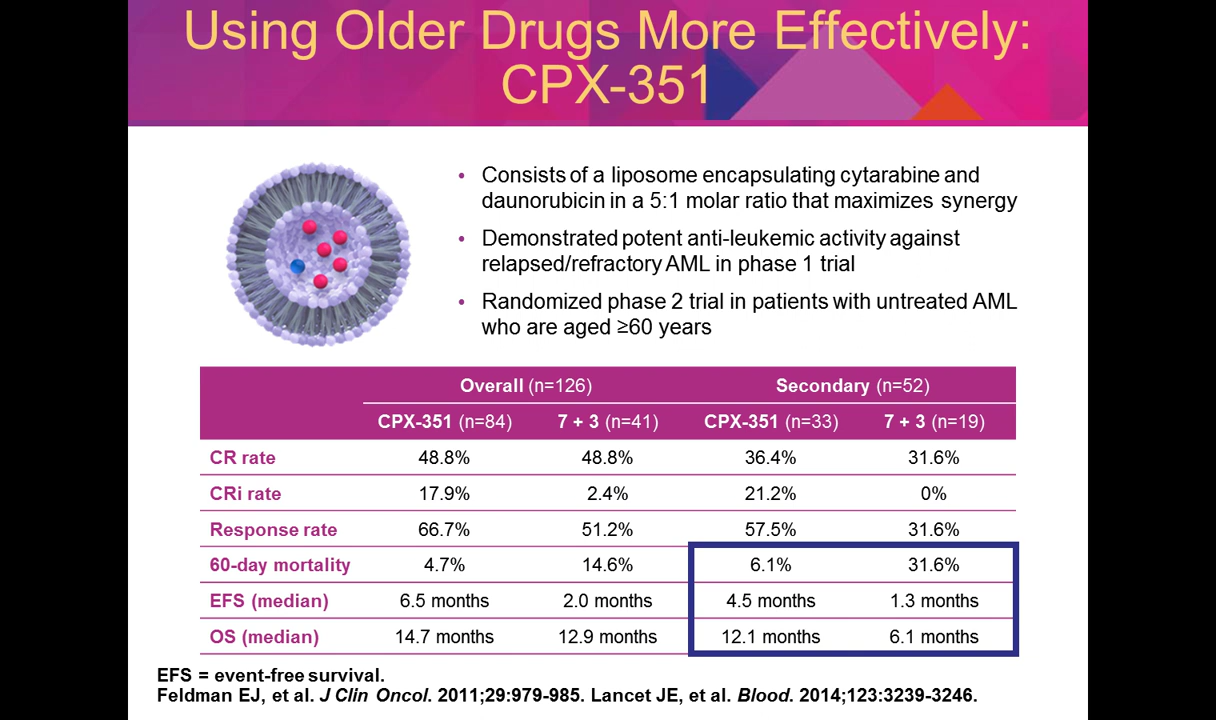 Using Older Drugs More Effectively:
CPX-351
• Consists of a liposome encapsulating cytarabine and
daunorubicin in a 5:1 molar ratio that maximizes synergy
• Demonstrated potent anti-leukemic activity against
relapsed/refractory AML in phase 1 trial
• Randomized phase 2 trial in patients with untreated AML
who are aged ≥60 years
Overall (n=126) Secondary (n=52)
CPX-351 (n=84) 7 + 3 (n=41) CPX-351 (n=33) 7 + 3 (n=19)
CR rate 48.8% 48.8% 36.4% 31.6%
CRi rate 17.9% 2.4% 21.2% 0%
Response rate 66.7% 51.2% 57.5% 31.6%
60-day mortality 4.7% 14.6% 6.1% 31.6%
EFS (median) 6.5 months 2.0 months 4.5 months 1.3 months
OS (median) 14.7 months 12.9 months 12.1 months 6.1 months
EFS = event-free survival.
Feldman EJ, et al. J Clin Oncol. 2011;29:979-985. Lancet JE, et al. Blood. 2014;123:3239-3246.